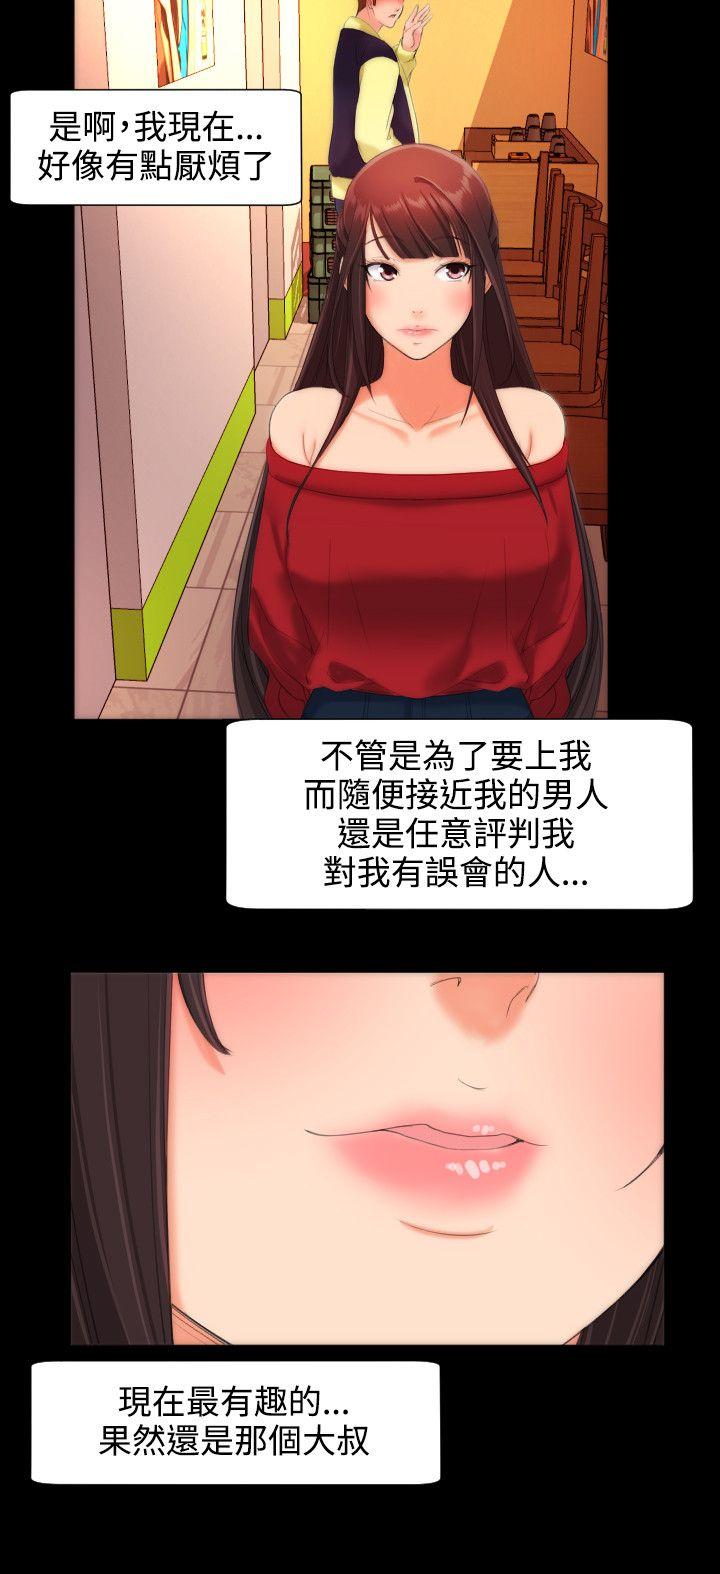 是啊，我現在...
好像有點厭煩了
不管是為了要上我
而隨便接近我的男人
還是任意評判我
對我有誤會的人...
現在最有趣的...
果然還是那個大叔